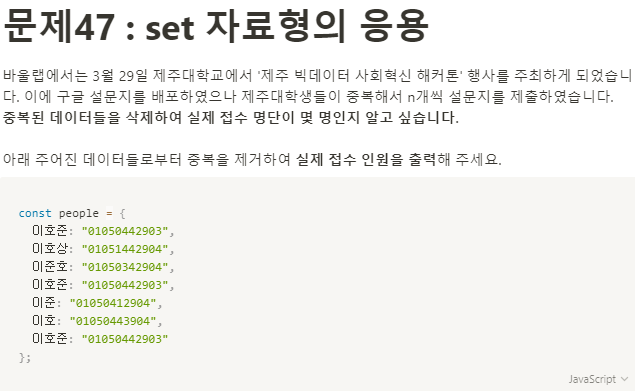 문제47 : set 자료형의 응용
바울랩에서는 3월 29일 제주대학교에서 '제주 빅데이터 사회혁신 해커톤' 행사를 주최하게 되었습니
다. 이에 구글 설문지를 배포하였으나 제주대학생들이 중복해서 n개씩 설문지를 제출하였습니다.
중복된 데이터들을 삭제하여 실제 접수 명단이 몇 명인지 알고 싶습니다.
아래 주어진 데이터들로부터 중복을 제거하여 실제 접수 인원을 출력해 주세요.
const people = {
이호준: "01050442903",
이호상: "01051442904",
이준호: "01050342904",
이호준: "01050442903",
이준: "01050412904",
이호: "01050443904",
이호준: "01050442903"
};
JavaScript